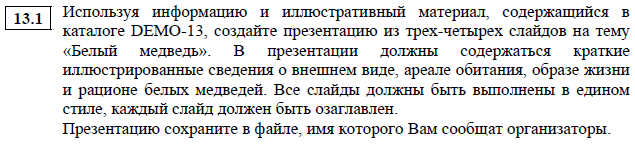 13.1
Используя информацию и иллюстративный материал, содержащийся в
каталоге DEMO-13, создайте презентацию из трех-четырех слайдов на тему
«Белый медведь». В презентации должны содержаться краткие
иллюстрированные сведения о внешнем виде, ареале обитания, образе жизни
и рационе белых медведей. Все слайды должны быть выполнены в едином
стиле, каждый слайд должен быть озаглавлен.
Презентацию сохраните в файле, имя которого Вам сообщат организаторы.